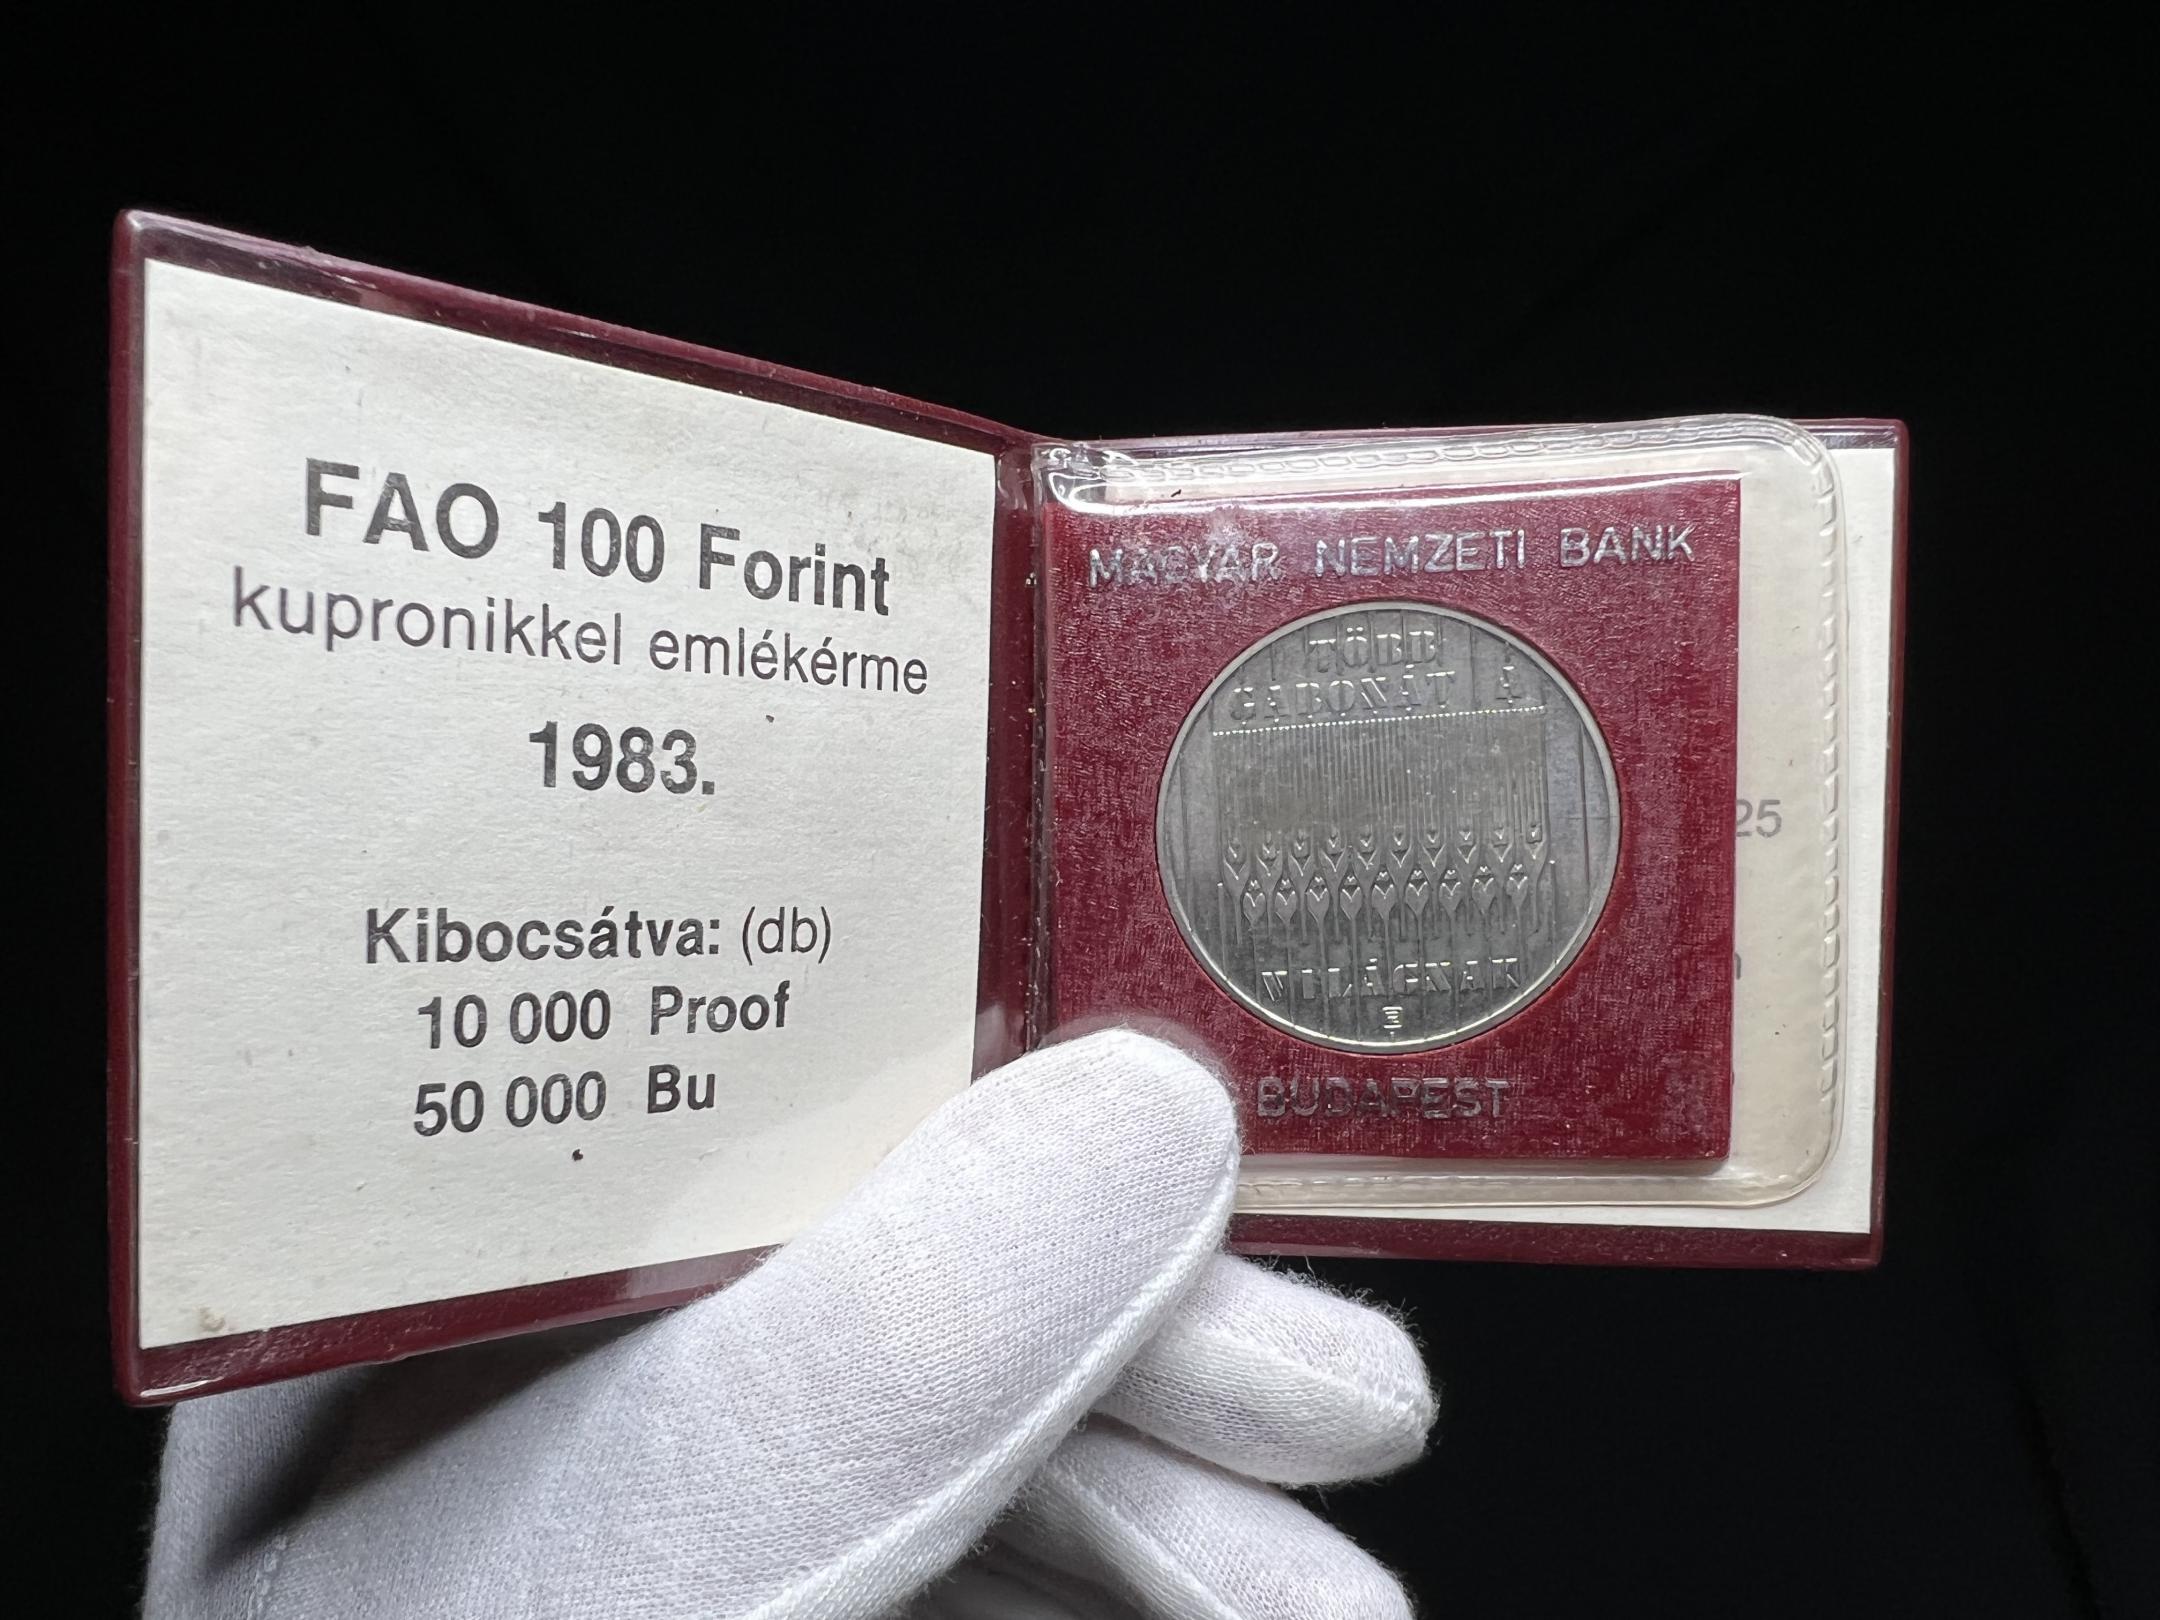 FAO 100 Forint
kupronikkel emlékérme
1983.
Kibocsátva: (db)
10 000 Proof
50 000 Bu
MAGYAR NEMZETI BANK
TÖBB
GABONÁT A
VILÁGNAK
BUDAPEST
25